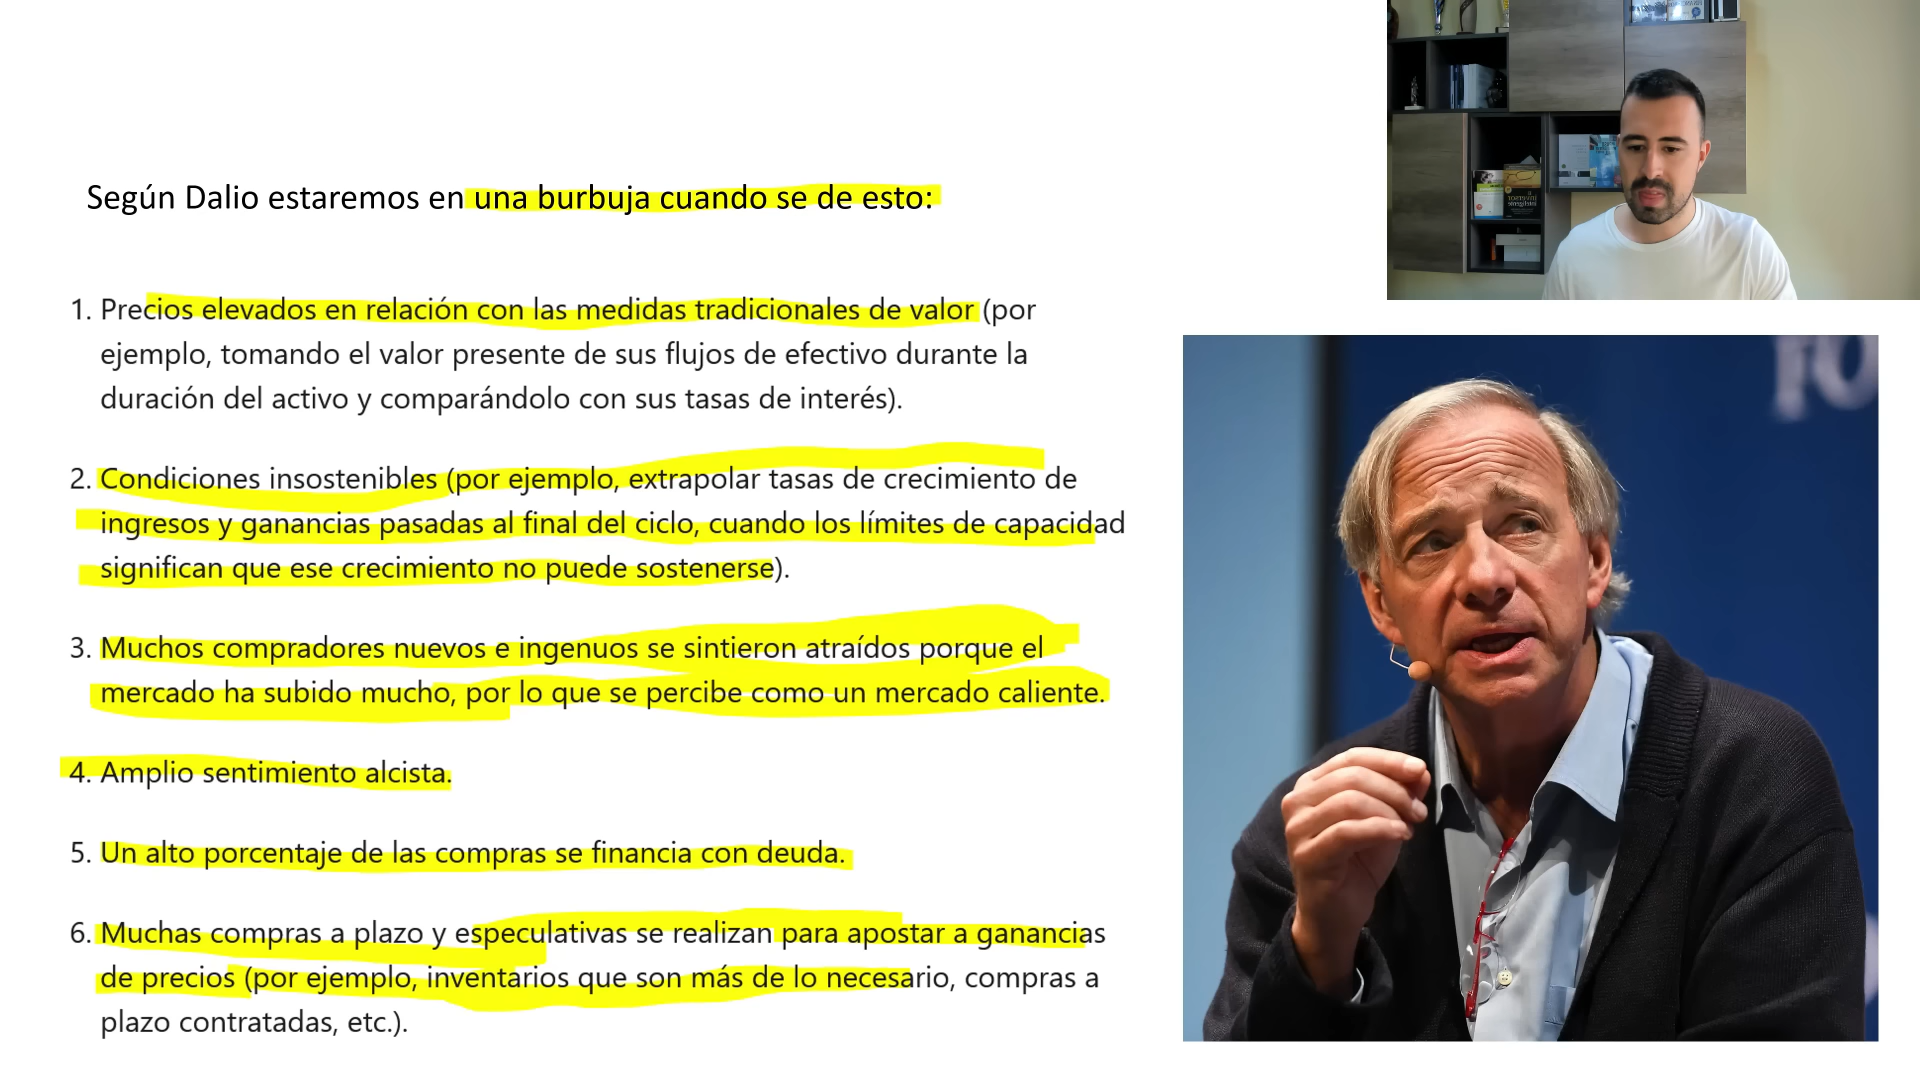 Según Dalio estaremos en una burbuja cuando se de esto:
1. Precios elevados en relación con las medidas tradicionales de valor (por
ejemplo, tomando el valor presente de sus flujos de efectivo durante la
duración del activo y comparándolo con sus tasas de interés).
2. Condiciones insostenibles (por ejemplo, extrapolar tasas de crecimiento de
ingresos y ganancias pasadas al final del ciclo, cuando los límites de capacidad
significan que ese crecimiento no puede sostenerse).
3. Muchos compradores nuevos e ingenuos se sintieron atraídos porque el
mercado ha subido mucho, por lo que se percibe como un mercado caliente.
4. Amplio sentimiento alcista.
5. Un alto porcentaje de las compras se financia con deuda.
6. Muchas compras a plazo y especulativas se realizan para apostar a ganancias
de precios (por ejemplo, inventarios que son más de lo necesario, compras a
plazo contratadas, etc.).